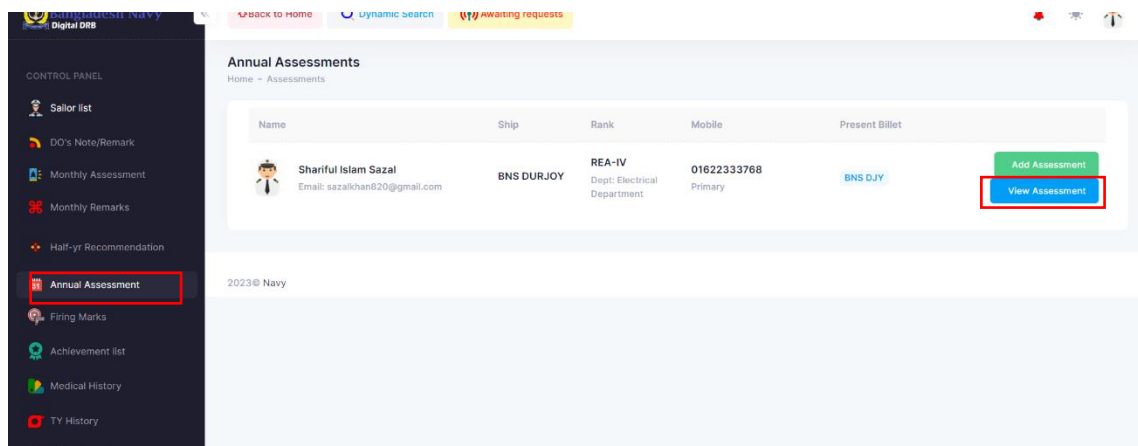 Bangladesh Navy
Digital DRB
Back to Home
Dynamic Search
Awaiting requests
CONTROL PANEL
Sailor list
DO's Note/Remark
Monthly Assessment
Monthly Remarks
Half-yr Recommendation
Annual Assessment
Firing Marks
Achievement list
Medical History
TY History
Annual Assessments
Home - Assessments
Name Ship Rank Mobile Present Billet
Shariful Islam Sazal
Email: sazalkhan820@gmail.com
BNS DURJOY
REA-IV
Dept: Electrical
Department
01622333768
Primary
BNS DJY
Add Assessment
View Assessment
2023© Navy